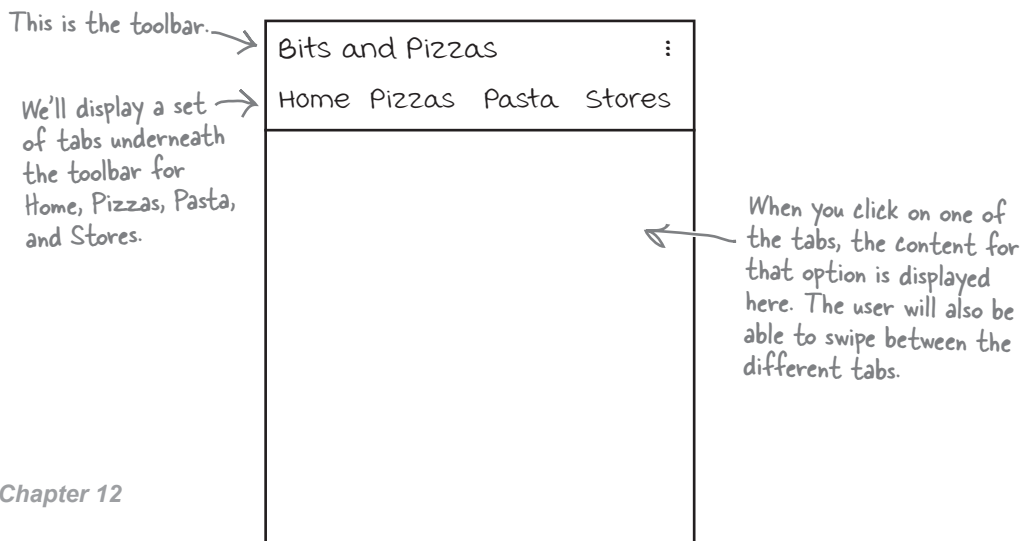 This is the toolbar.
Bits and Pizzas
We'll display a set
of tabs underneath
the toolbar for
Home, Pizzas, Pasta,
and Stores.
Home Pizzas Pasta Stores
When you click on one of
the tabs, the content for
that option is displayed
here. The user will also be
able to swipe between the
different tabs.
Chapter 12